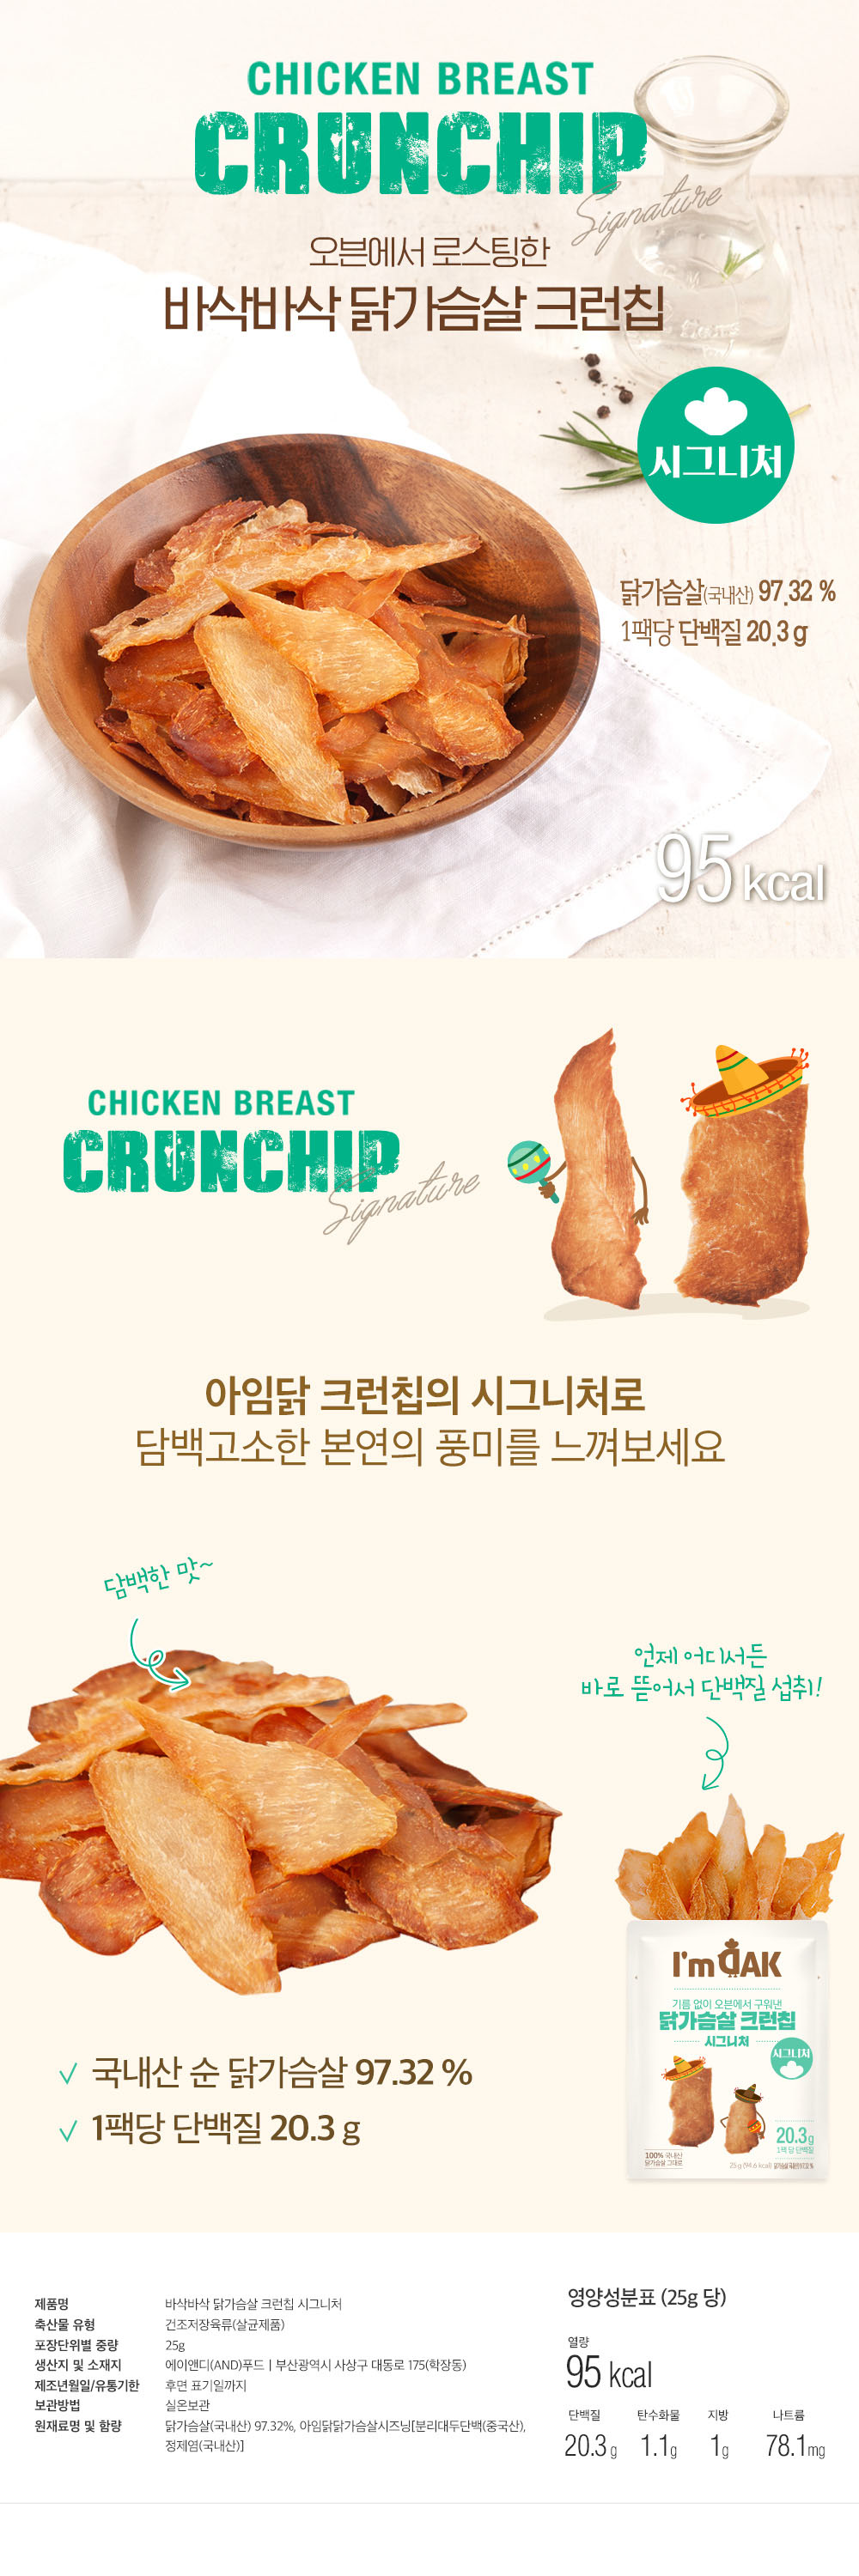 CHICKEN BREAST
CRUNCHIP
Signature
오븐에서 로스팅한
바삭바삭 닭가슴살 크런칩
시그니처
닭가슴살(국내산) 97.32 %
1팩당 단백질 20.3 g
95 kcal
CHICKEN BREAST
CRUNCHIP
Signature
아임닭 크런칩의 시그니처로
담백고소한 본연의 풍미를 느껴보세요
담백한 맛~
언제 어디서든
바로 뜯어서 단백질 섭취!
I'm DAK
기름 없이 오븐에서 구워낸
닭가슴살 크런칩
시그니처
시그니처
20.3g
1팩 당 단백질
100% 국내산
닭가슴살 그대로
25 g (94.6 kcal)
국내산 순 닭가슴살 97.32 %
1팩당 단백질 20.3 g
제품명 바삭바삭 닭가슴살 크런칩 시그니처
축산물 유형 건조저장육류(살균제품)
포장단위별 중량 25g
생산지 및 소재지 에이앤디(AND)푸드 | 부산광역시 사상구 대동로 175(학장동)
제조년월일/유통기한 후면 표기일까지
보관방법 실온보관
원재료명 및 함량 닭가슴살(국내산) 97.32%, 아임닭닭가슴살시즈닝[분리대두단백(중국산),
정제염(국내산)]
영양성분표 (25g 당)
열량
95 kcal
단백질 탄수화물 지방 나트륨
20.3 g 1.1g 1g 78.1mg